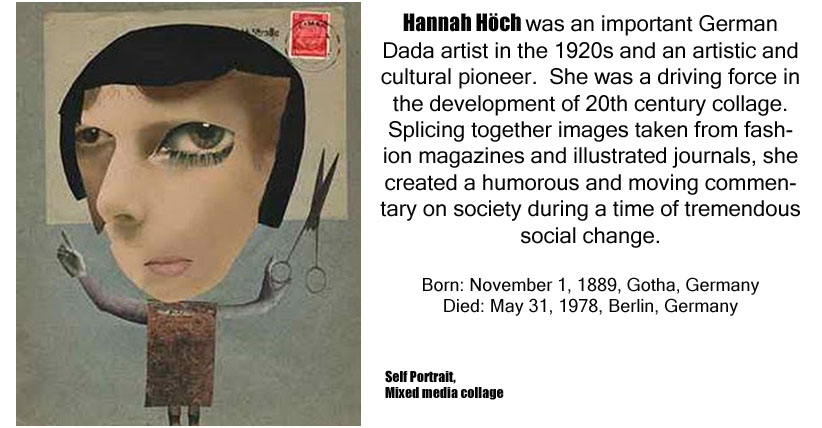 Straße
Hannah Höch was an important German
Dada artist in the 1920s and an artistic and
cultural pioneer.  She was a driving force in
the development of 20th century collage.
Splicing together images taken from fash-
ion magazines and illustrated journals, she
created a humorous and moving commen-
tary on society during a time of tremendous
social change.
Born: November 1, 1889, Gotha, Germany
Died: May 31, 1978, Berlin, Germany
Self Portrait,
Mixed media collage